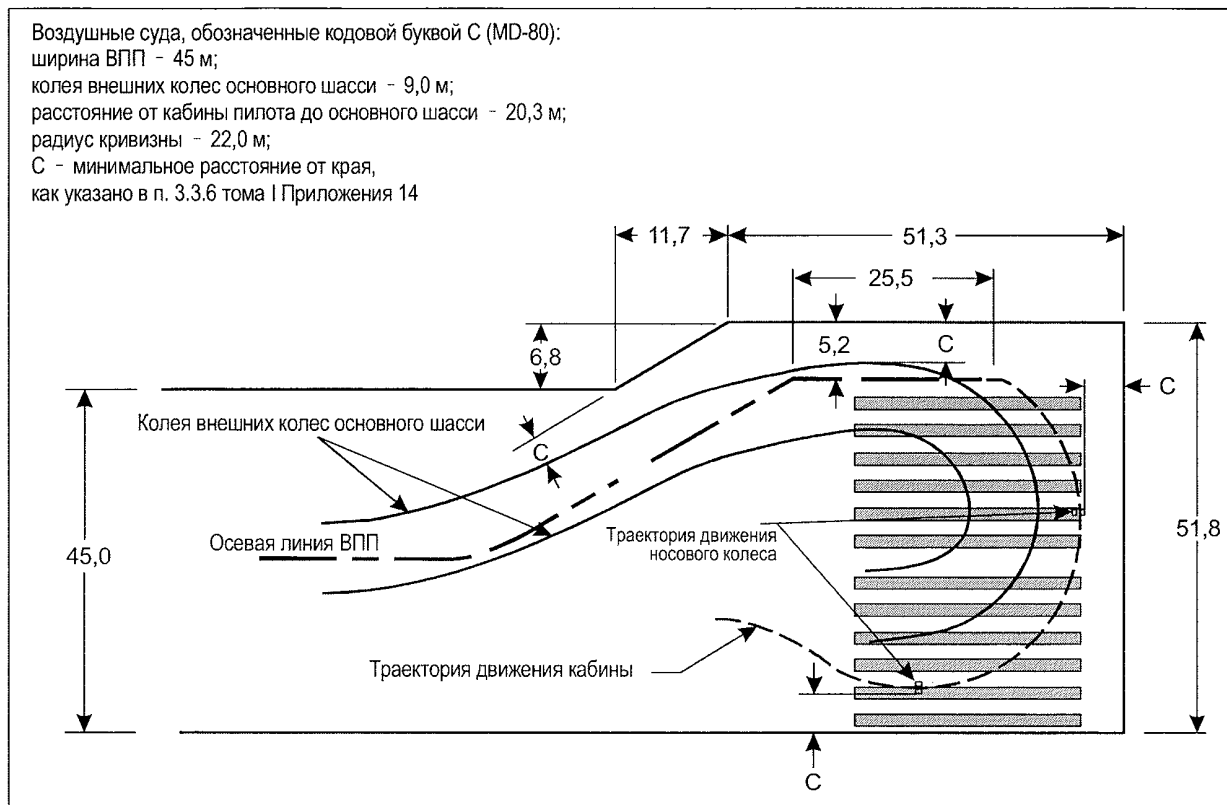 Воздушные суда, обозначенные кодовой буквой С (MD-80):
ширина ВПП - 45 м;
колея внешних колес основного шасси - 9,0 м;
расстояние от кабины пилота до основного шасси - 20,3 м;
радиус кривизны - 22,0 м;
С - минимальное расстояние от края,
как указано в п. 3.3.6 тома I Приложения 14
11,7
51,3
25,5
6,8
5,2
С
С
Колея внешних колес основного шасси
С
Траектория движения
носового колеса
Осевая линия ВПП
45,0
51,8
Траектория движения кабины
С